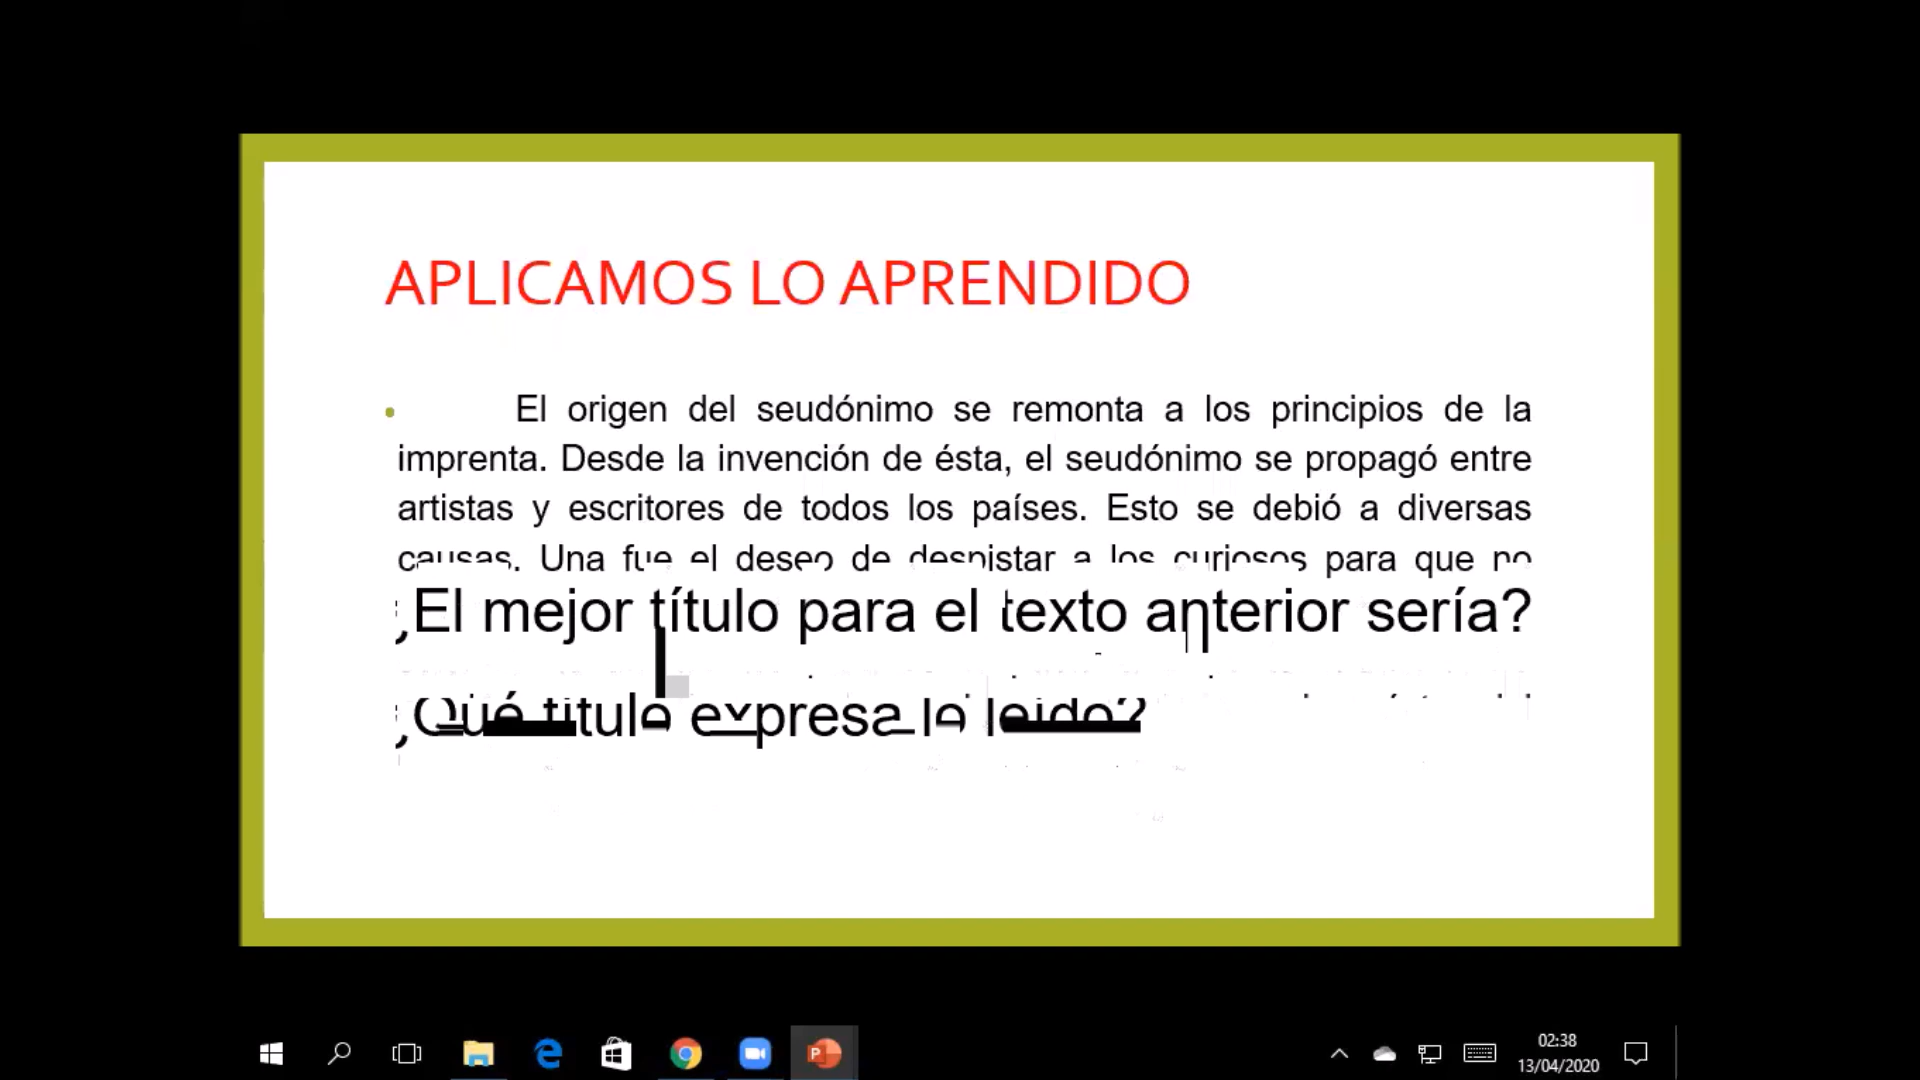 APLICAMOS LO APRENDIDO
• El origen del seudónimo se remonta a los principios de la
imprenta. Desde la invención de ésta, el seudónimo se propagó entre
artistas y escritores de todos los países. Esto se debió a diversas
causas. Una fue el deseo de despistar a los curiosos para que no
¿El mejor título para el texto anterior sería?
¿Qué titulo expresa lo leido?
02:38
13/04/2020